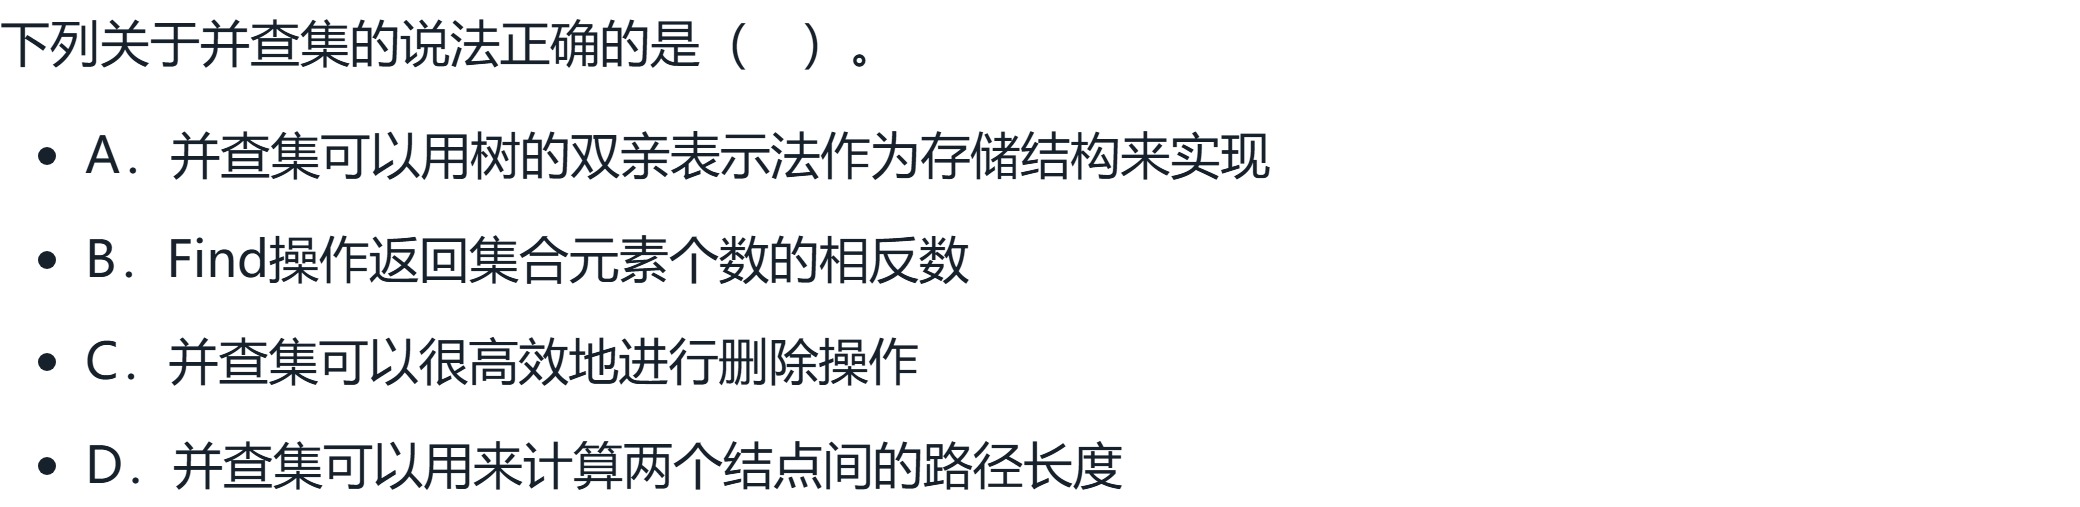 下列关于并查集的说法正确的是（　）。
• A. 并查集可以用树的双亲表示法作为存储结构来实现
• B. Find操作返回集合元素个数的相反数
• C. 并查集可以很高效地进行删除操作
• D. 并查集可以用来计算两个结点间的路径长度